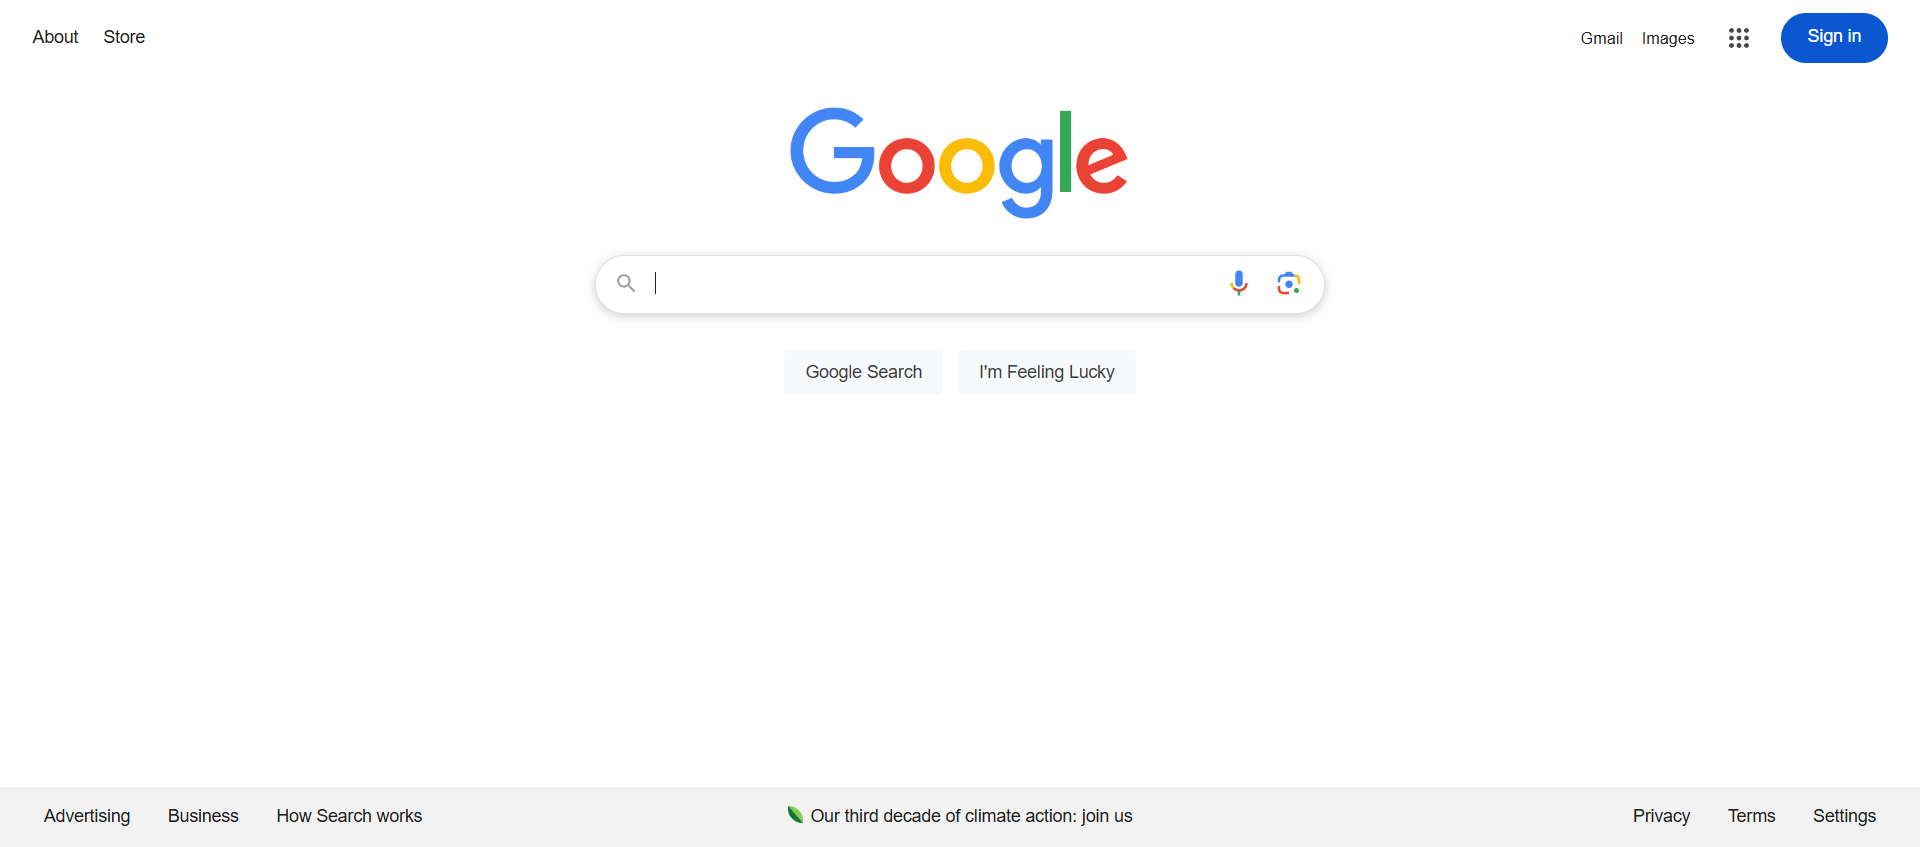 About Store Gmail Images Sign in
Google
Google Search I'm Feeling Lucky
Advertising Business How Search works Our third decade of climate action: join us Privacy Terms Settings